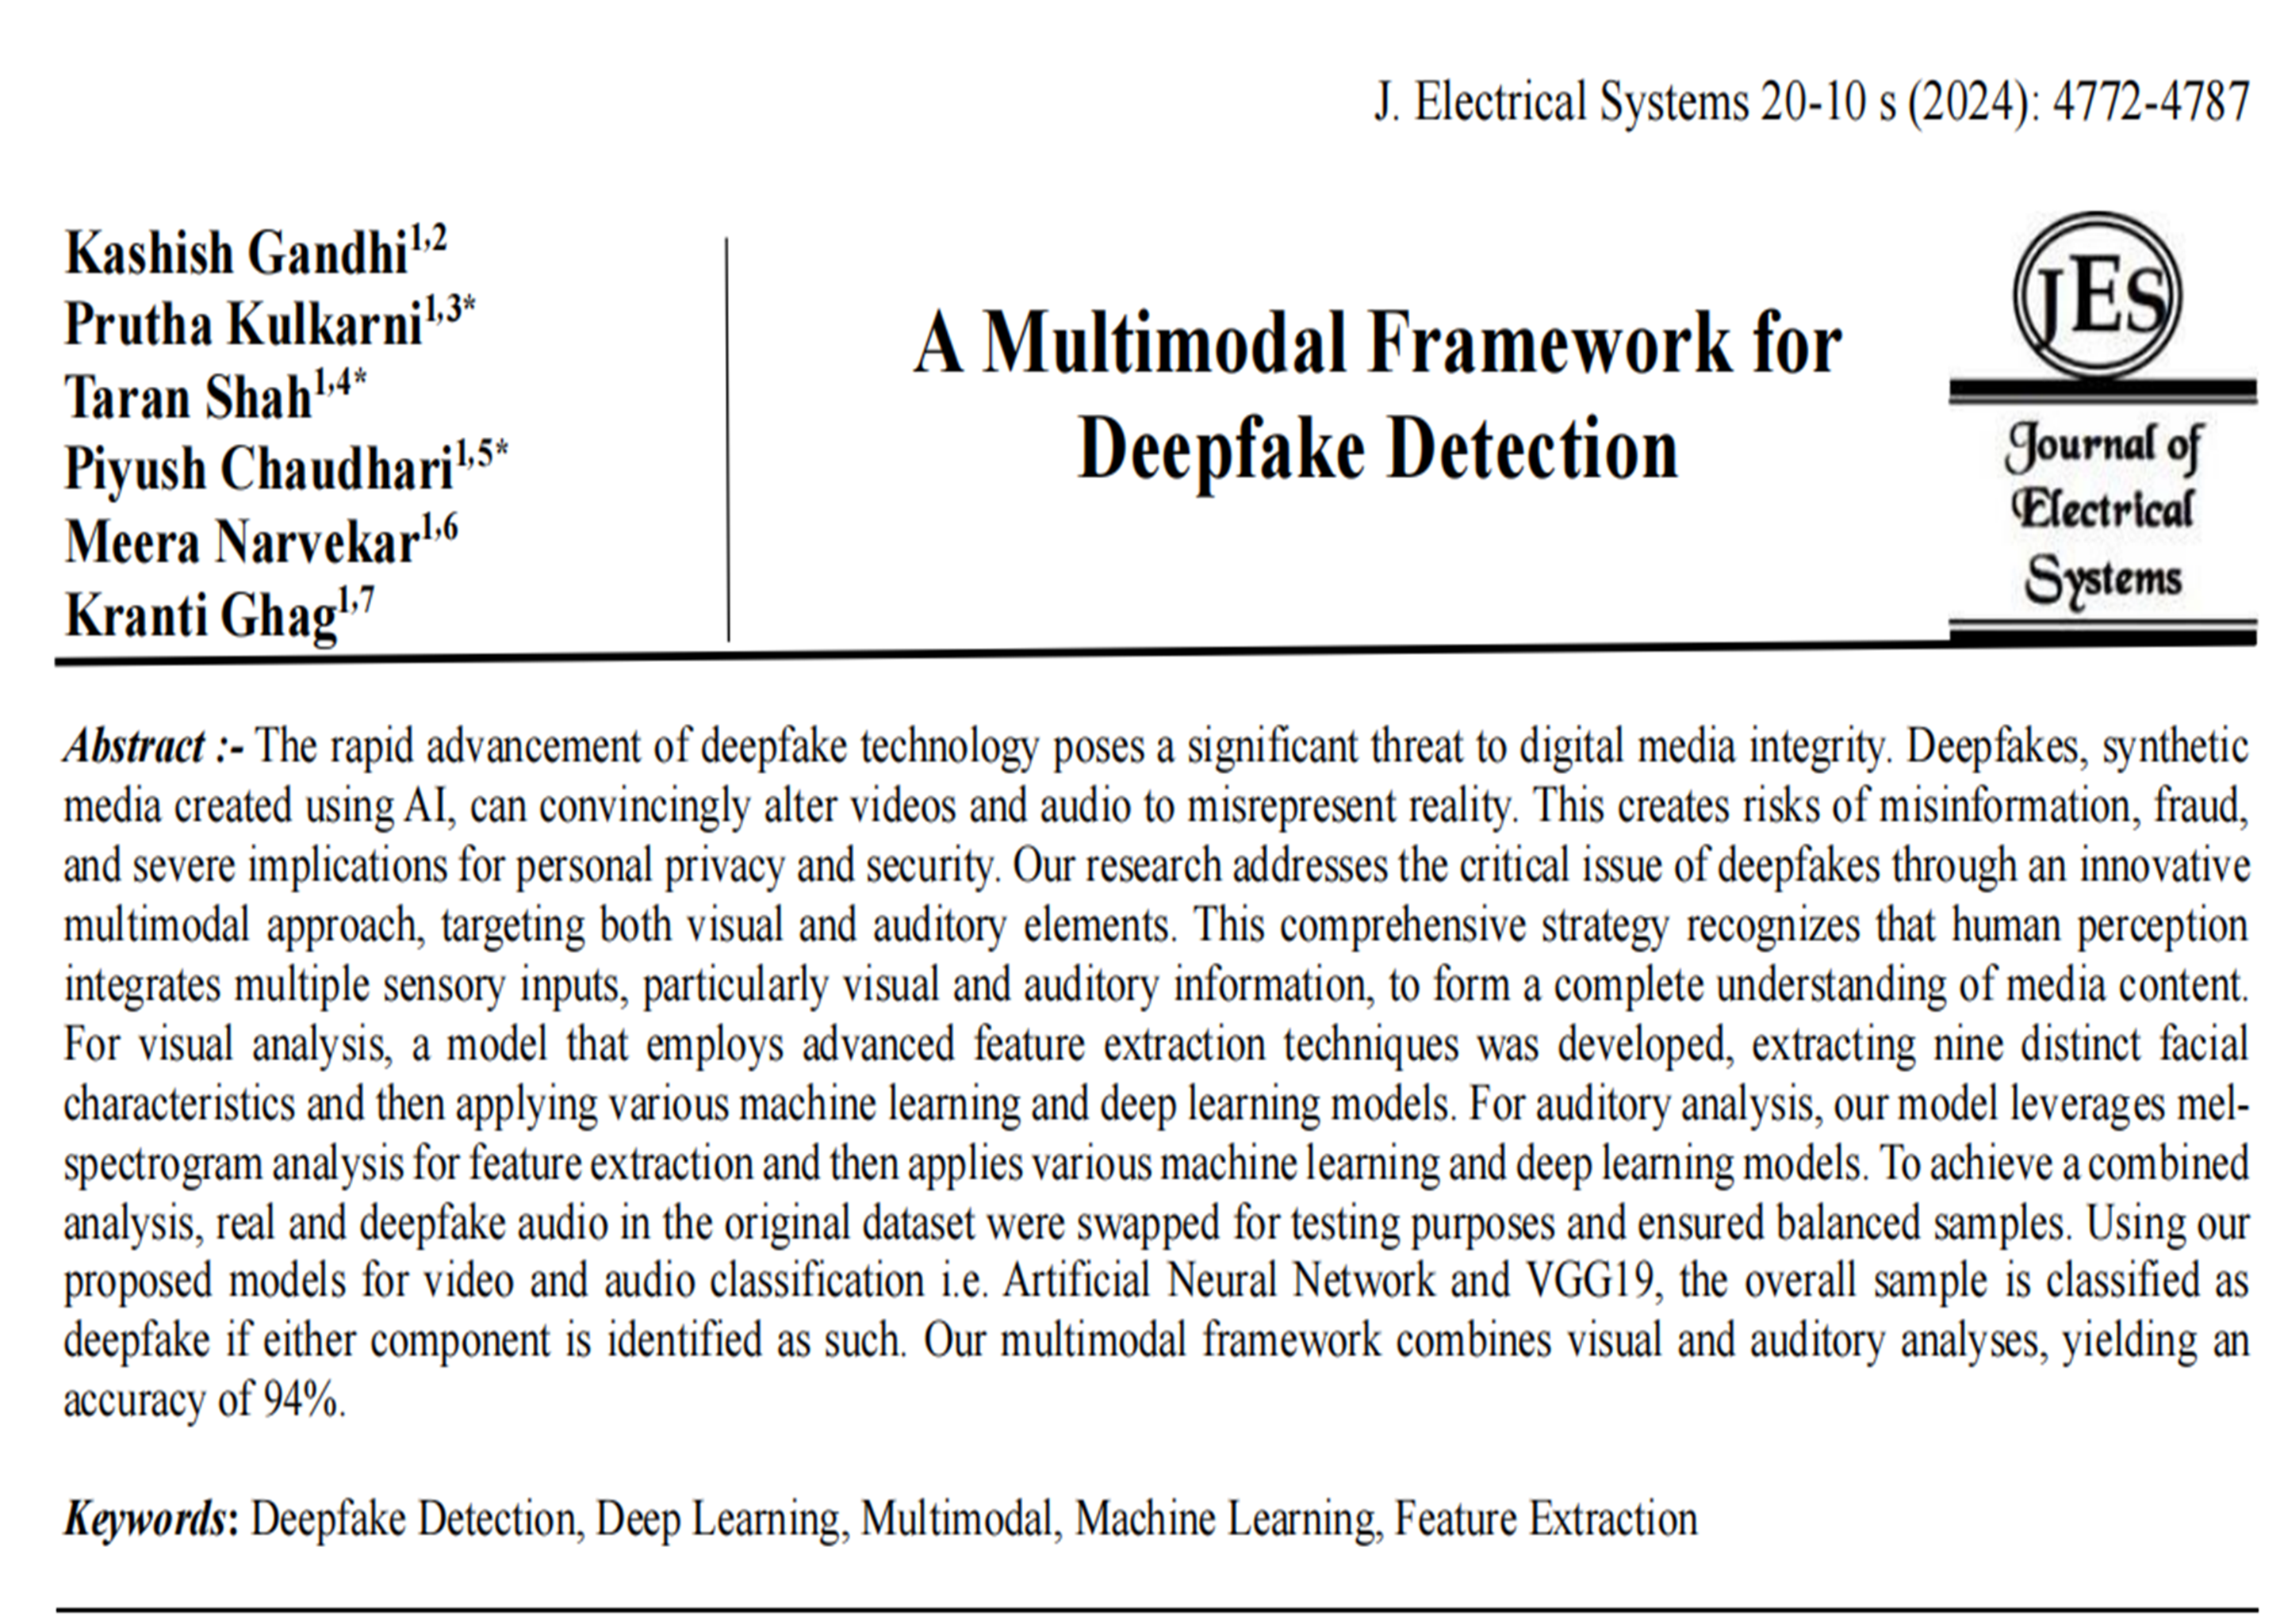 J. Electrical Systems 20-10 s (2024): 4772-4787
Kashish Gandhi1,2
Prutha Kulkarni1,3*
Taran Shah1,4*
Piyush Chaudhari1,5*
Meera Narvekar1,6
Kranti Ghag1,7
A Multimodal Framework for
Deepfake Detection
JES
Journal of
Electrical
Systems
Abstract :- The rapid advancement of deepfake technology poses a significant threat to digital media integrity. Deepfakes, synthetic
media created using AI, can convincingly alter videos and audio to misrepresent reality. This creates risks of misinformation, fraud,
and severe implications for personal privacy and security. Our research addresses the critical issue of deepfakes through an innovative
multimodal approach, targeting both visual and auditory elements. This comprehensive strategy recognizes that human perception
integrates multiple sensory inputs, particularly visual and auditory information, to form a complete understanding of media content.
For visual analysis, a model that employs advanced feature extraction techniques was developed, extracting nine distinct facial
characteristics and then applying various machine learning and deep learning models. For auditory analysis, our model leverages mel-
spectrogram analysis for feature extraction and then applies various machine learning and deep learning models. To achieve a combined
analysis, real and deepfake audio in the original dataset were swapped for testing purposes and ensured balanced samples. Using our
proposed models for video and audio classification i.e. Artificial Neural Network and VGG19, the overall sample is classified as
deepfake if either component is identified as such. Our multimodal framework combines visual and auditory analyses, yielding an
accuracy of 94%.
Keywords: Deepfake Detection, Deep Learning, Multimodal, Machine Learning, Feature Extraction